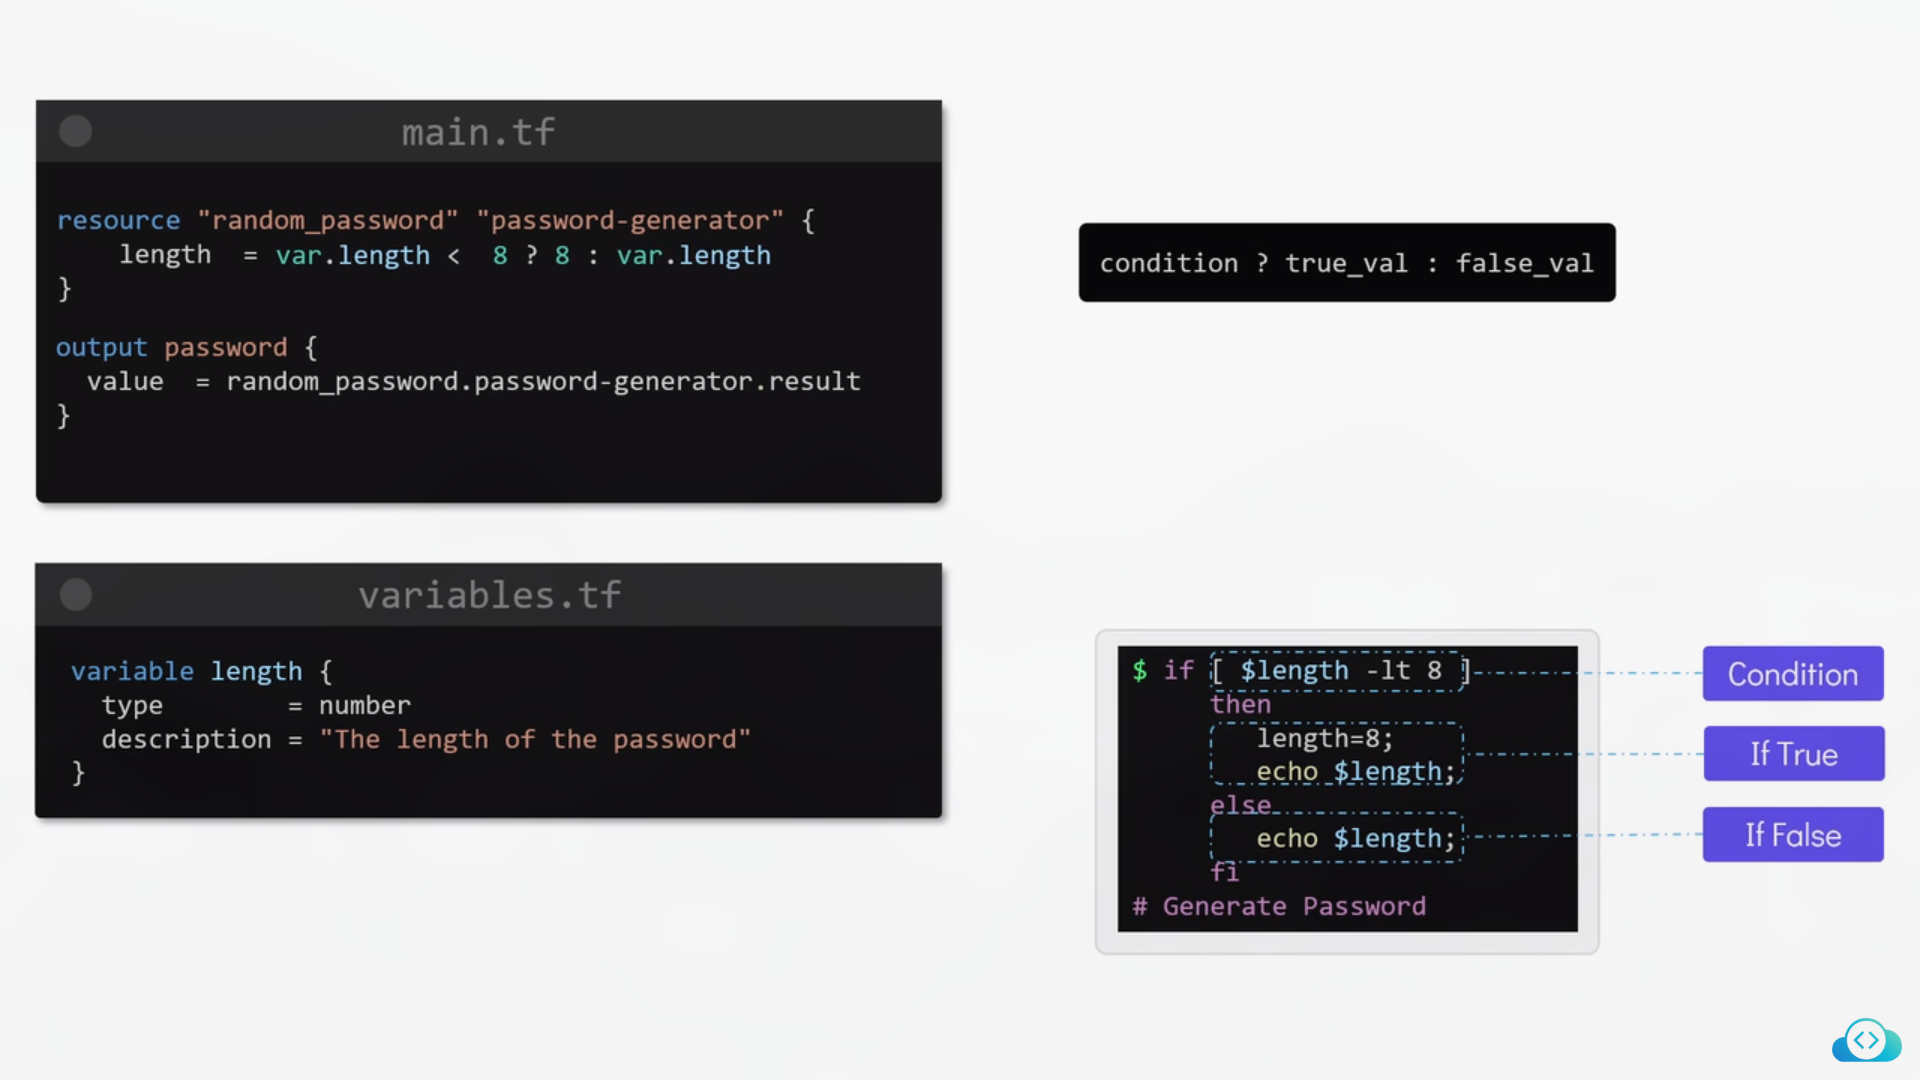 main.tf
resource "random_password" "password-generator" {
    length  = var.length <  8 ? 8 : var.length
}
output password {
  value  = random_password.password-generator.result
}
condition ? true_val : false_val
variables.tf
variable length {
  type        = number
  description = "The length of the password"
}
$ if [ $length -lt 8 ]
then
length=8;
echo $length;
else
echo $length;
fi
# Generate Password
Condition
If True
If False